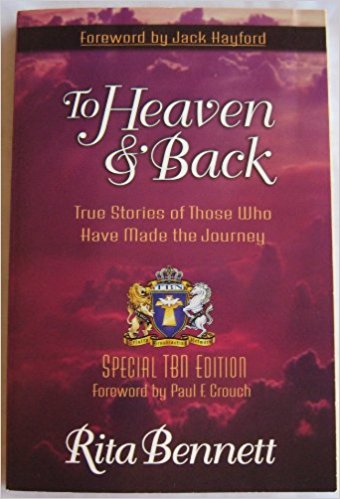 Foreword by Jack Hayford
To Heaven
& Back
True Stories of Those Who
Have Made the Journey
TBN
SPECIAL TBN EDITION
Foreword by Paul F. Crouch
Rita Bennett